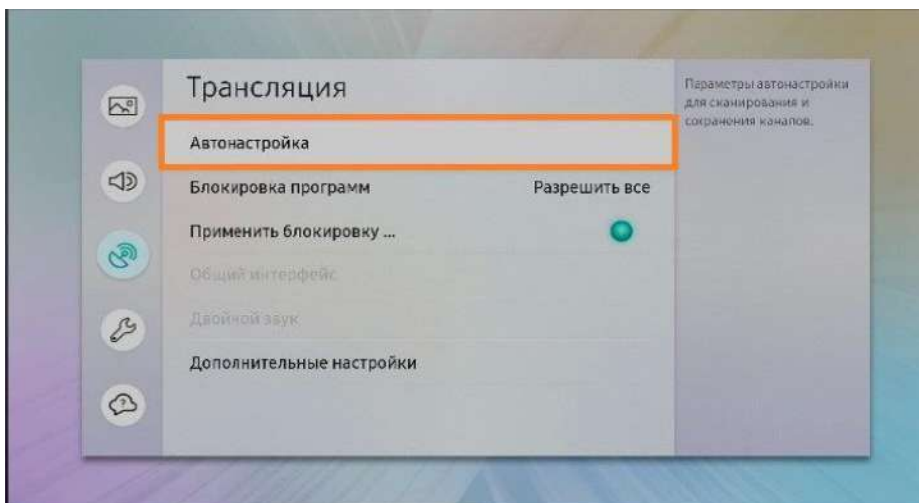 Трансляция
Автонастройка
Блокировка программ Разрешить все
Применить блокировку ...
Общий интерфейс
Двойной звук
Дополнительные настройки
Параметры автонастройки
для сканирования и
сохранения каналов.